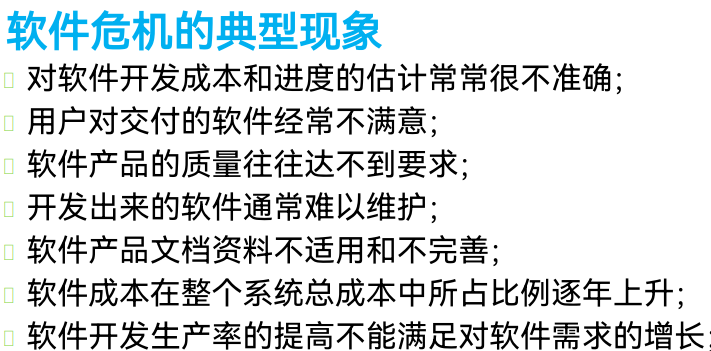 软件危机的典型现象
对软件开发成本和进度的估计常常很不准确；
用户对交付的软件经常不满意；
软件产品的质量往往达不到要求；
开发出来的软件通常难以维护；
软件产品文档资料不适用和不完善；
软件成本在整个系统总成本中所占比例逐年上升；
软件开发生产率的提高不能满足对软件需求的增长；